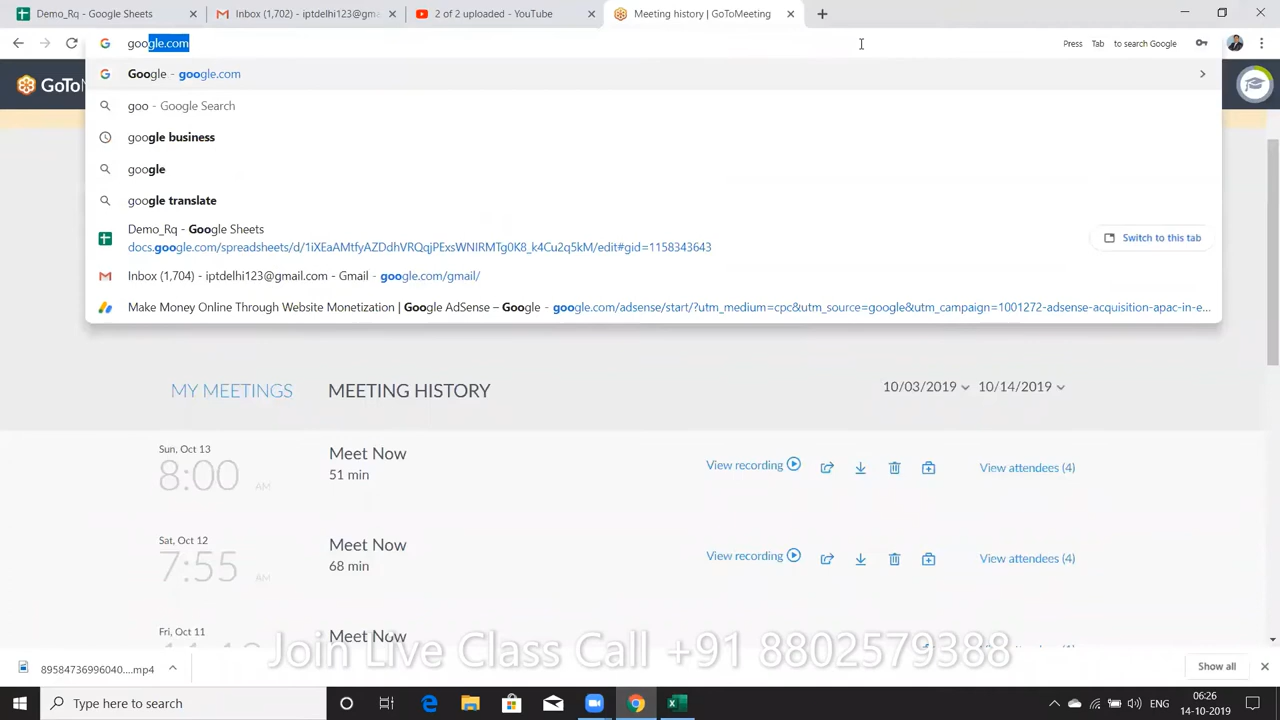 Demo_Rq - Google Sheets
Inbox (1,702) - iptdelhi123@gm
2 of 2 uploaded - YouTube
Meeting history | GoToMeeting
google.com
Press Tab to search Google
GoTo
Google - google.com
goo - Google Search
google business
google
google translate
Demo_Rq - Google Sheets
docs.google.com/spreadsheets/d/1iXEaAMtfyAZDdhVRQqjPExsWNIRMTg0K8_k4Cu2q5kM/edit#gid=1158343643
Switch to this tab
Inbox (1,704) - iptdelhi123@gmail.com - Gmail - google.com/gmail/
Make Money Online Through Website Monetization | Google AdSense – Google - google.com/adsense/start/?utm_medium=cpc&utm_source=google&utm_campaign=1001272-adsense-acquisition-apac-in-e...
MY MEETINGS
MEETING HISTORY
10/03/2019
10/14/2019
Sun, Oct 13
8:00 AM
Meet Now
51 min
View recording
View attendees (4)
Sat, Oct 12
7:55 AM
Meet Now
68 min
View recording
View attendees (4)
Fri, Oct 11
Meet Now
Join Live Class Call +91 8802579388
89584736996040....mp4
Show all
Type here to search
ENG
06:26
14-10-2019